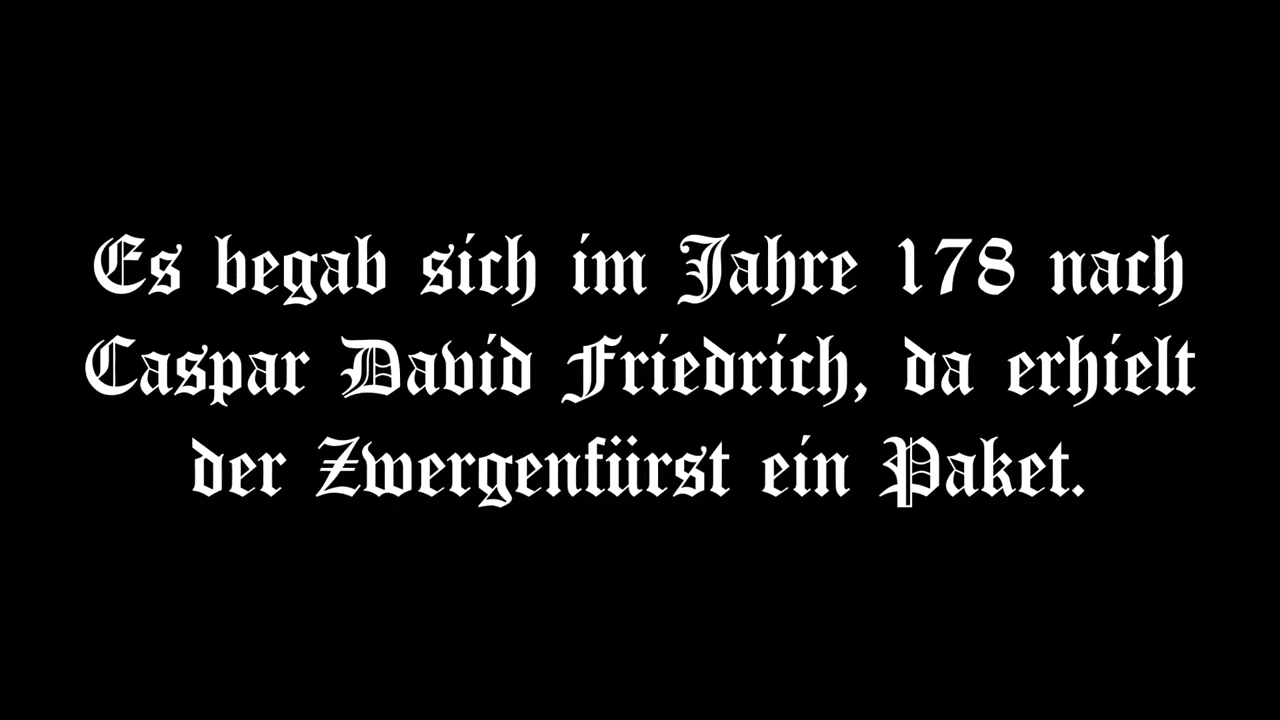 Es begab sich im Jahre 178 nach
Caspar David Friedrich, da erhielt
der Zwergenfürst ein Paket.